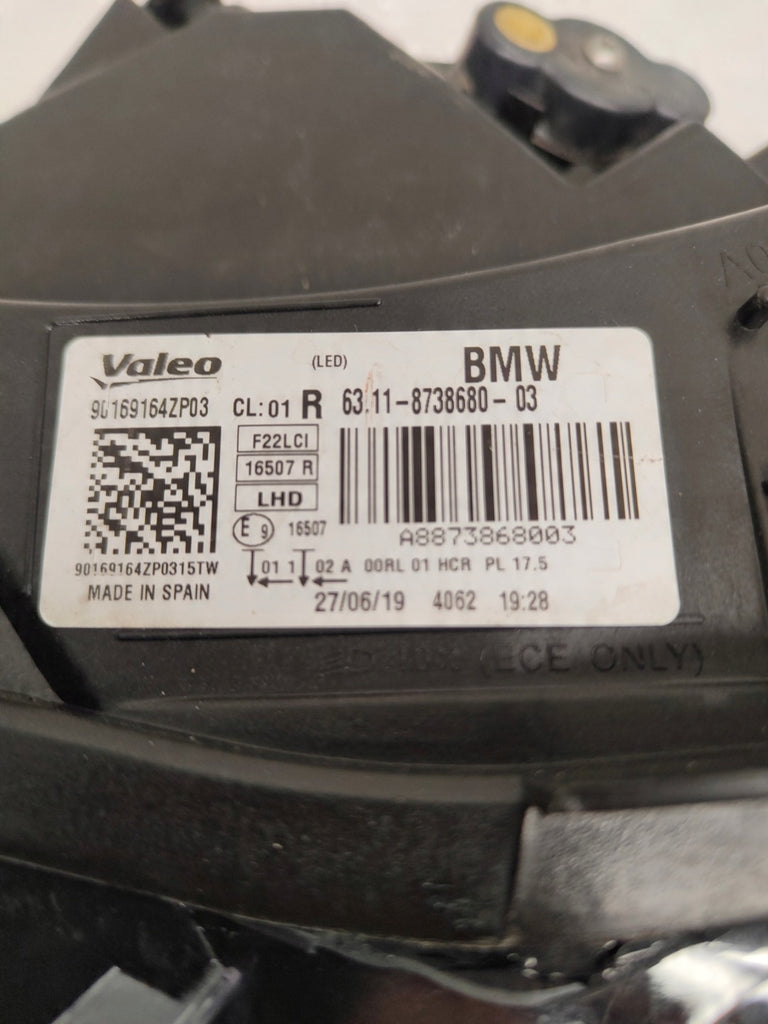 Valeo (LED) BMW
90169164ZP03 CL:01 R 63.11-8738680-03
F22LCI
16507 R
LHD
E 9 16507
A8873868003
90169164ZP0315TW
01 1 02 A 00RL 01 HCR PL 17.5
MADE IN SPAIN
27/06/19 4062 19:28
(ECE ONLY)